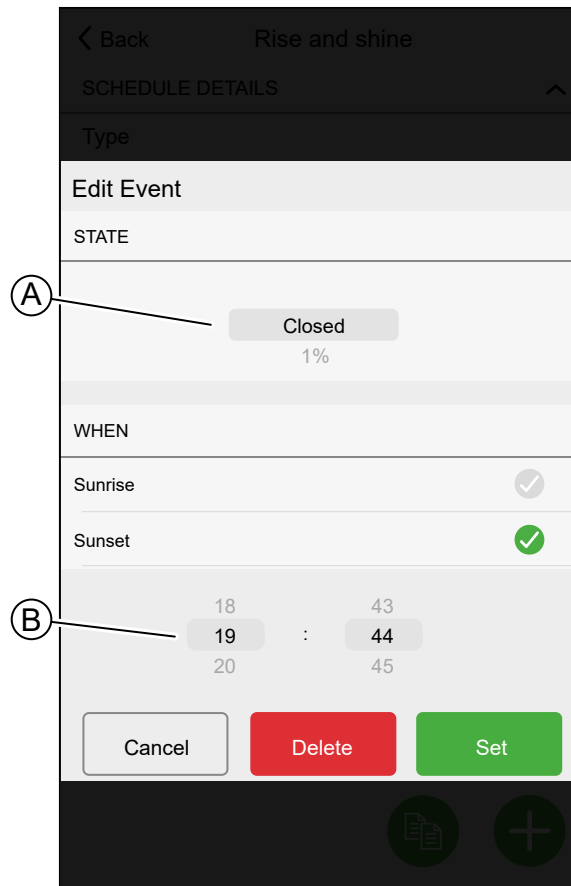 Back Rise and shine
SCHEDULE DETAILS
Type
Edit Event
STATE
A
Closed
1%
WHEN
Sunrise
Sunset
B
18 43
19 : 44
20 45
Cancel Delete Set